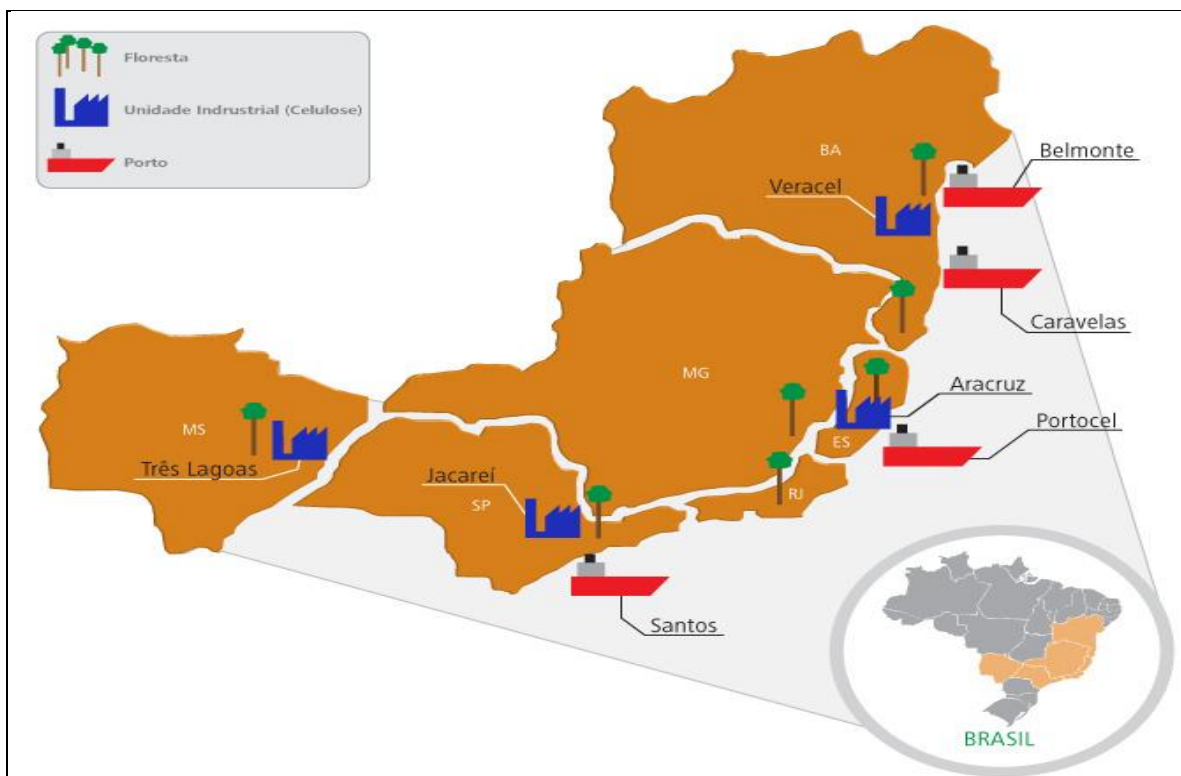 Floresta
Unidade Indrustrial (Celulose)
Porto
BA
Belmonte
Veracel
Caravelas
MG
Aracruz
MS
Portocel
ES
Três Lagoas
Jacareí
RJ
SP
Santos
BRASIL